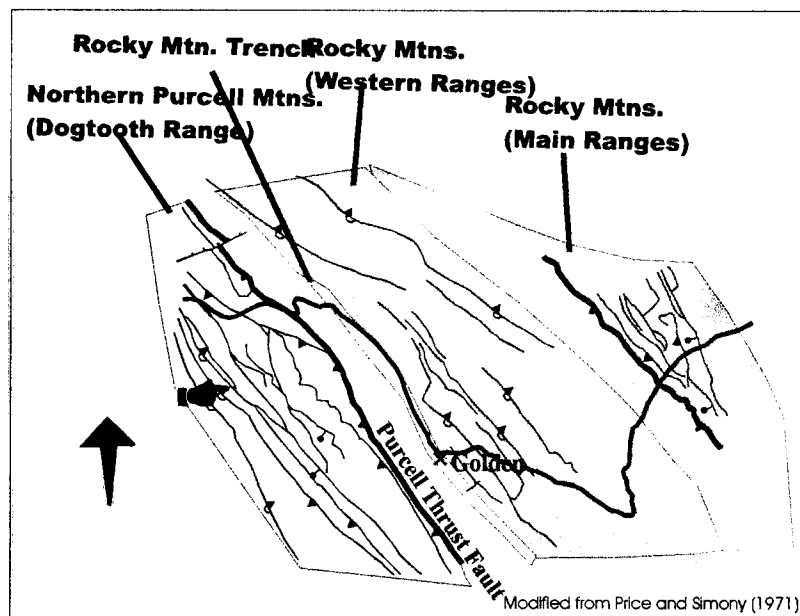 Rocky Mtn. Trench
Rocky Mtns.
(Western Ranges)
Northern Purcell Mtns.
(Dogtooth Range)
Rocky Mtns.
(Main Ranges)
Golden
Purcell Thrust Fault
Modified from Price and Simony (1971)